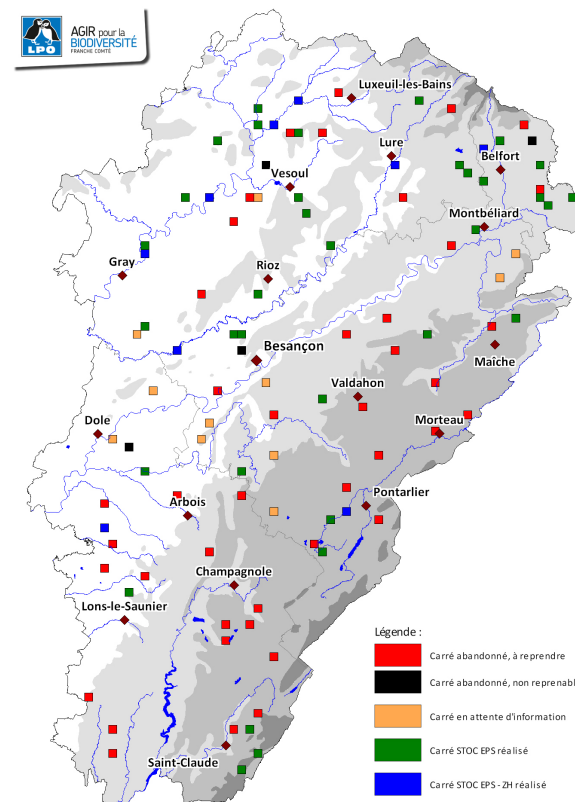 LPO
AGIR pour la
BIODIVERSITÉ
FRANCHE COMTÉ
Luxeuil-les-Bains
Lure
Belfort
Vesoul
Montbéliard
Gray
Rioz
Besançon
Maîche
Valdahon
Dole
Morteau
Arbois
Pontarlier
Champagnole
Lons-le-Saunier
Saint-Claude
Légende :
Carré abandonné, à reprendre
Carré abandonné, non reprenabl
Carré en attente d'information
Carré STOC EPS réalisé
Carré STOC EPS - ZH réalisé